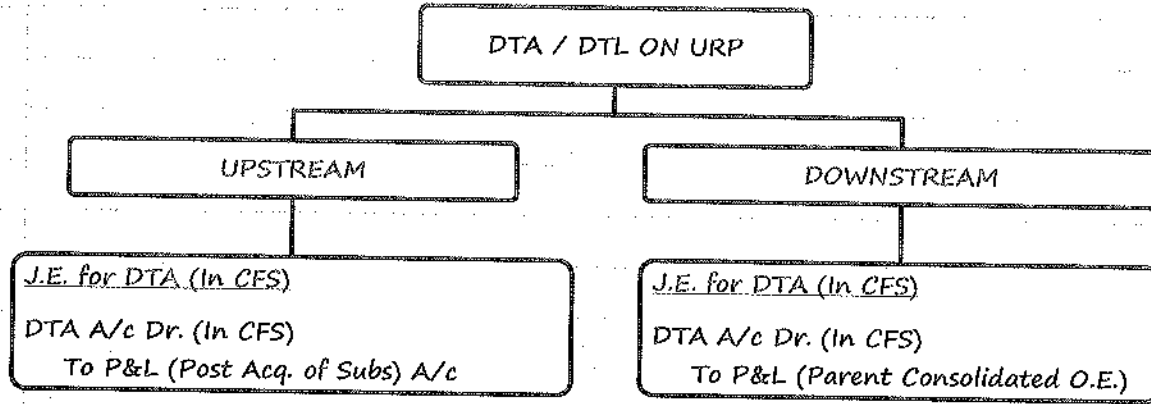 DTA / DTL ON URP
UPSTREAM
DOWNSTREAM
J.E. for DTA (In CFS)
DTA A/c Dr. (In CFS)
To P&L (Post Acq. of Subs) A/c
J.E. for DTA (In CFS)
DTA A/c Dr. (In CFS)
To P&L (Parent Consolidated O.E.)